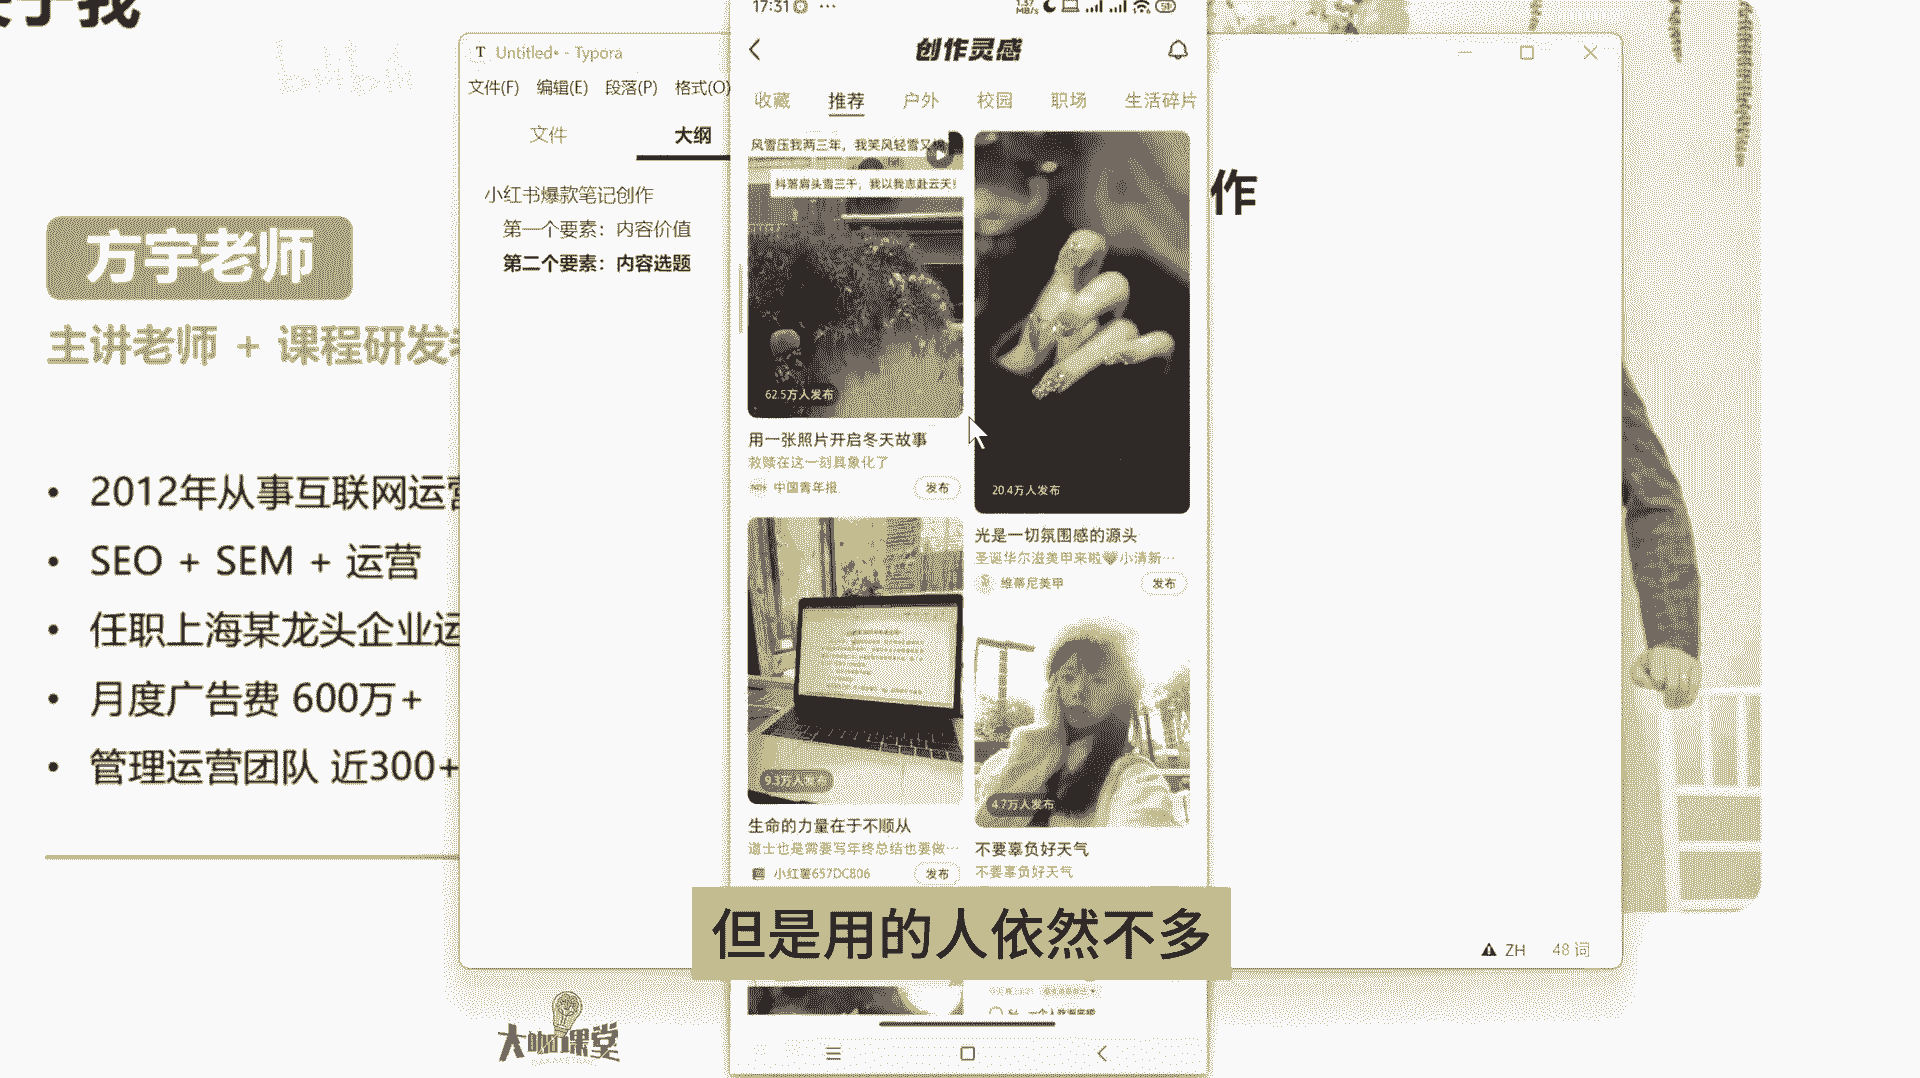 关于我
方宇老师
主讲老师 + 课程研发
2012年从事互联网运营
SEO + SEM + 运营
任职上海某龙头企业运
月度广告费 600万+
管理运营团队 近300+
大咖课堂
Untitled• - Typora
文件(F) 编辑(E) 段落(P) 格式(O)
文件 大纲
小红书爆款笔记创作
第一个要素：内容价值
第二个要素：内容选题
作
ZH 48 词
17:31
创作灵感
收藏 推荐 户外 校园 职场 生活碎片
风雪压我两三年，我笑风轻雪又
抖落肩头雪三千，我以我志赴云天！
62.5万人发布
用一张照片开启冬天故事
救赎在这一刻具象化了
中国青年报 发布
20.4万人发布
光是一切氛围感的源头
圣诞华尔滋美甲来啦🤎小清新…
维蒂尼美甲 发布
9.3万人发布
生命的力量在于不顺从
道士也是需要写年终总结也要做…
小红薯657DC806 发布
4.7万人发布
不要辜负好天气
不要辜负好天气
但是用的人依然不多